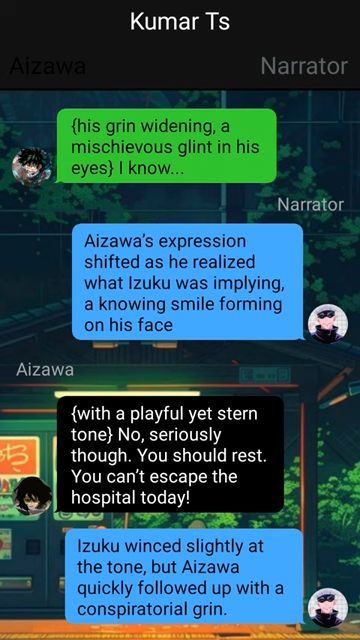 Kumar Ts
Aizawa
Narrator
{his grin widening, a
mischievous glint in his
eyes} I know...
Narrator
Aizawa's expression
shifted as he realized
what Izuku was implying,
a knowing smile forming
on his face
Aizawa
{with a playful yet stern
tone} No, seriously
though. You should rest.
You can't escape the
hospital today!
Izuku winced slightly at
the tone, but Aizawa
quickly followed up with a
conspiratorial grin.